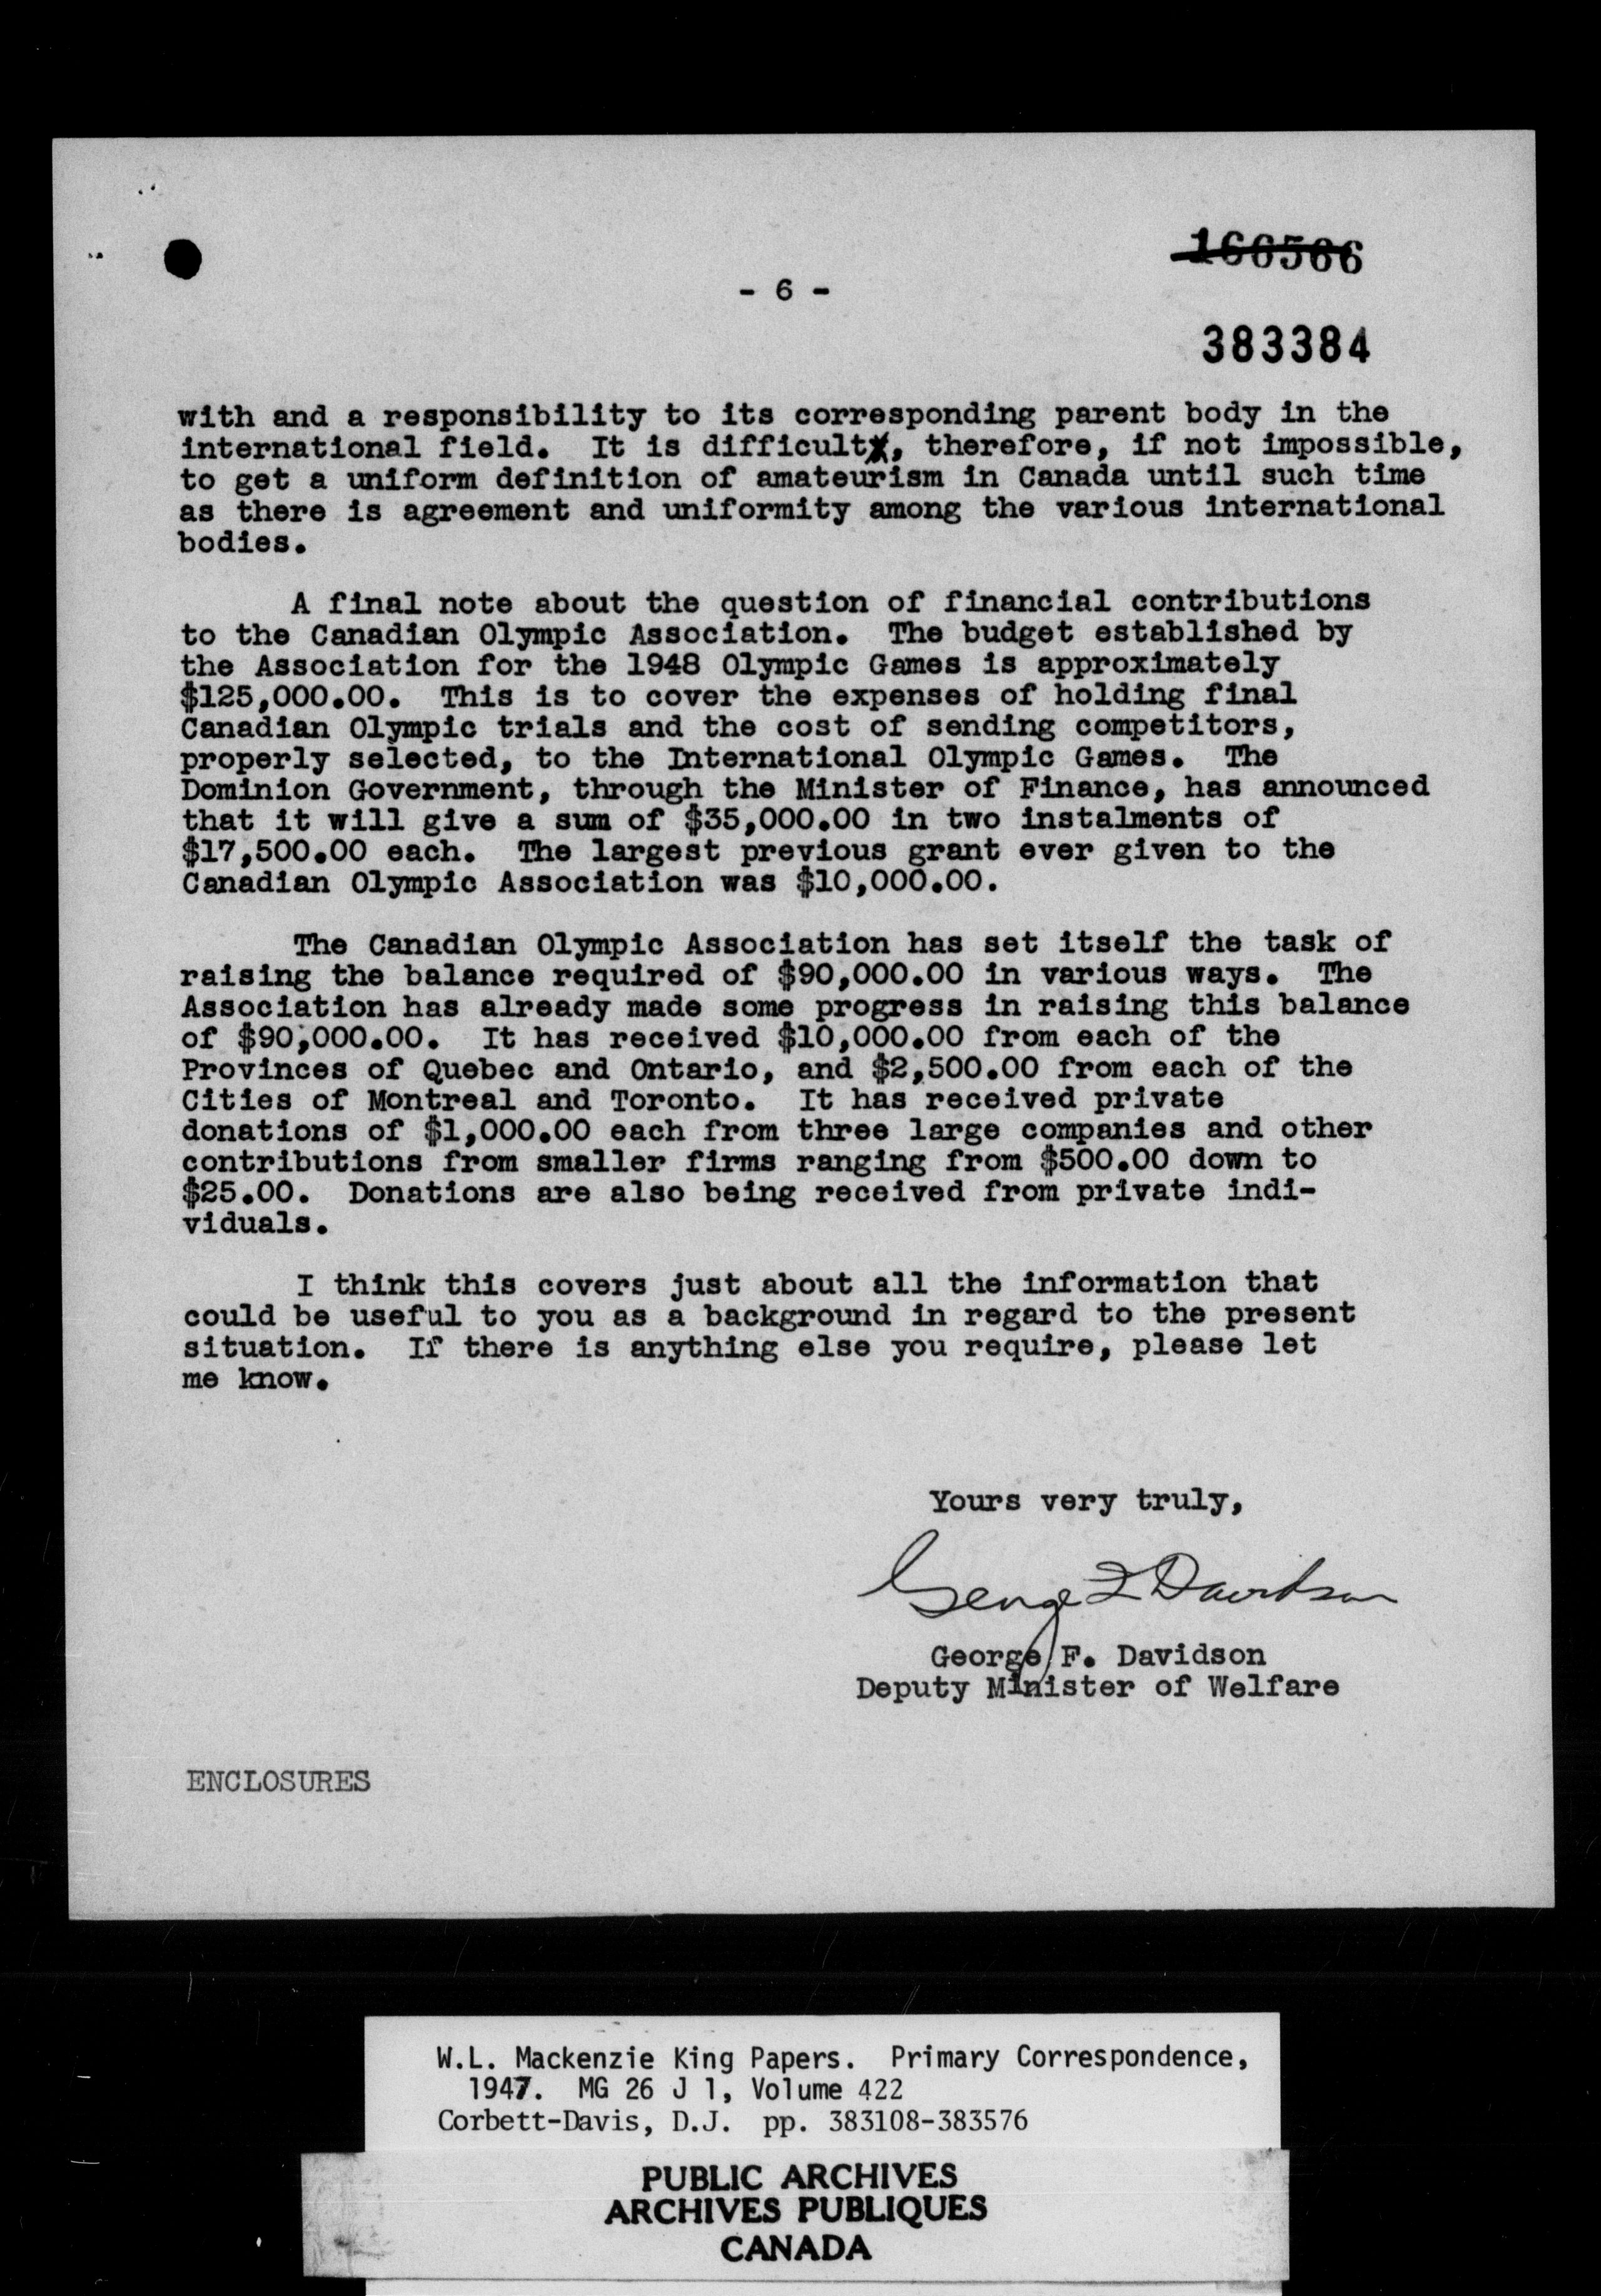 166506
- 6 -
383384
with and a responsibility to its corresponding parent body in the
international field. It is difficult, therefore, if not impossible,
to get a uniform definition of amateurism in Canada until such time
as there is agreement and uniformity among the various international
bodies.
A final note about the question of financial contributions
to the Canadian Olympic Association. The budget established by
the Association for the 1948 Olympic Games is approximately
$125,000.00. This is to cover the expenses of holding final
Canadian Olympic trials and the cost of sending competitors,
properly selected, to the International Olympic Games. The
Dominion Government, through the Minister of Finance, has announced
that it will give a sum of $35,000.00 in two instalments of
$17,500.00 each. The largest previous grant ever given to the
Canadian Olympic Association was $10,000.00.
The Canadian Olympic Association has set itself the task of
raising the balance required of $90,000.00 in various ways. The
Association has already made some progress in raising this balance
of $90,000.00. It has received $10,000.00 from each of the
Provinces of Quebec and Ontario, and $2,500.00 from each of the
Cities of Montreal and Toronto. It has received private
donations of $1,000.00 each from three large companies and other
contributions from smaller firms ranging from $500.00 down to
$25.00. Donations are also being received from private indi-
viduals.
I think this covers just about all the information that
could be useful to you as a background in regard to the present
situation. If there is anything else you require, please let
me know.
Yours very truly,
George F Davidson
George F. Davidson
Deputy Minister of Welfare
ENCLOSURES
W.L. Mackenzie King Papers. Primary Correspondence,
1947. MG 26 J 1, Volume 422
Corbett-Davis, D.J. pp. 383108-383576
PUBLIC ARCHIVES
ARCHIVES PUBLIQUES
CANADA